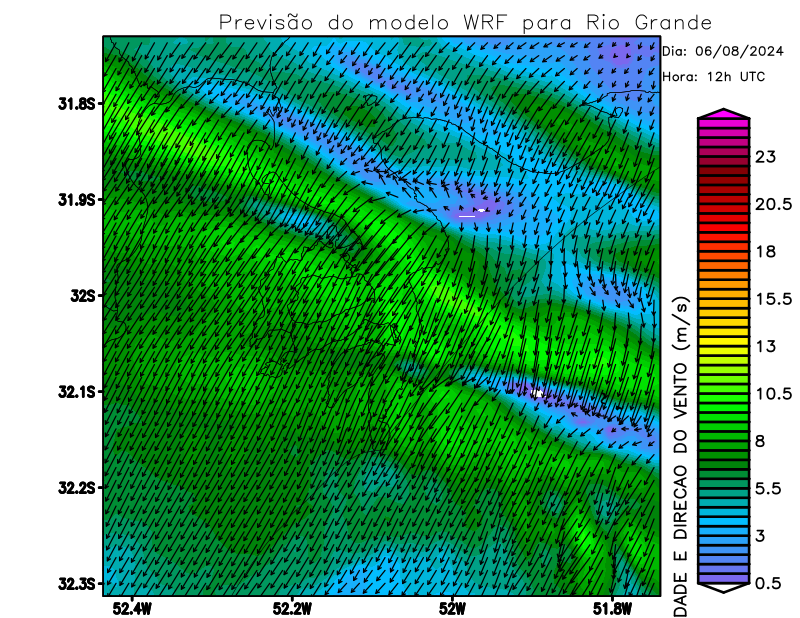 Previsão do modelo WRF para Rio Grande
Dia: 06/08/2024
Hora: 12h UTC
31.8S
31.9S
32S
32.1S
32.2S
32.3S
52.4W
52.2W
52W
51.8W
23
20.5
18
15.5
13
10.5
8
5.5
3
0.5
DADE E DIRECAO DO VENTO (m/s)